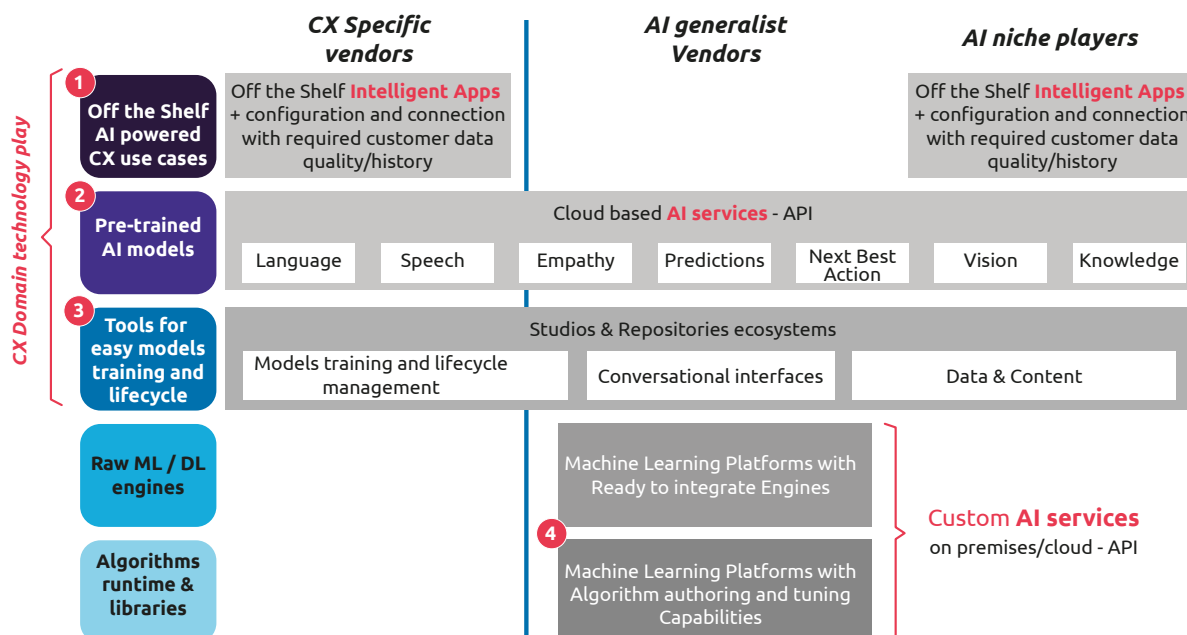 CX Specific
vendors
AI generalist
Vendors
AI niche players
CX Domain technology play
1
Off the Shelf
AI powered
CX use cases
Off the Shelf Intelligent Apps
+ configuration and connection
with required customer data
quality/history
Off the Shelf Intelligent Apps
+ configuration and connection
with required customer data
quality/history
2
Pre-trained
AI models
Cloud based AI services - API
Language
Speech
Empathy
Predictions
Next Best
Action
Vision
Knowledge
3
Tools for
easy models
training and
lifecycle
Studios & Repositories ecosystems
Models training and lifecycle
management
Conversational interfaces
Data & Content
Raw ML / DL
engines
Machine Learning Platforms with
Ready to integrate Engines
4
Algorithms
runtime &
libraries
Machine Learning Platforms with
Algorithm authoring and tuning
Capabilities
Custom AI services
on premises/cloud - API